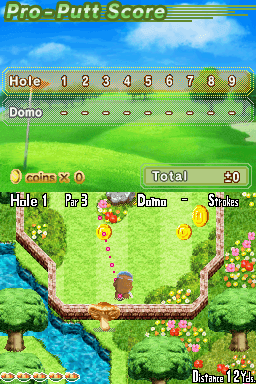 Pro-Putt Score
Hole 1 2 3 4 5 6 7 8 9
Domo - - - - - - - - -
coins × 0 Total ±0
Hole 1 Par 3 Domo - Strokes
Distance 12 Yds.